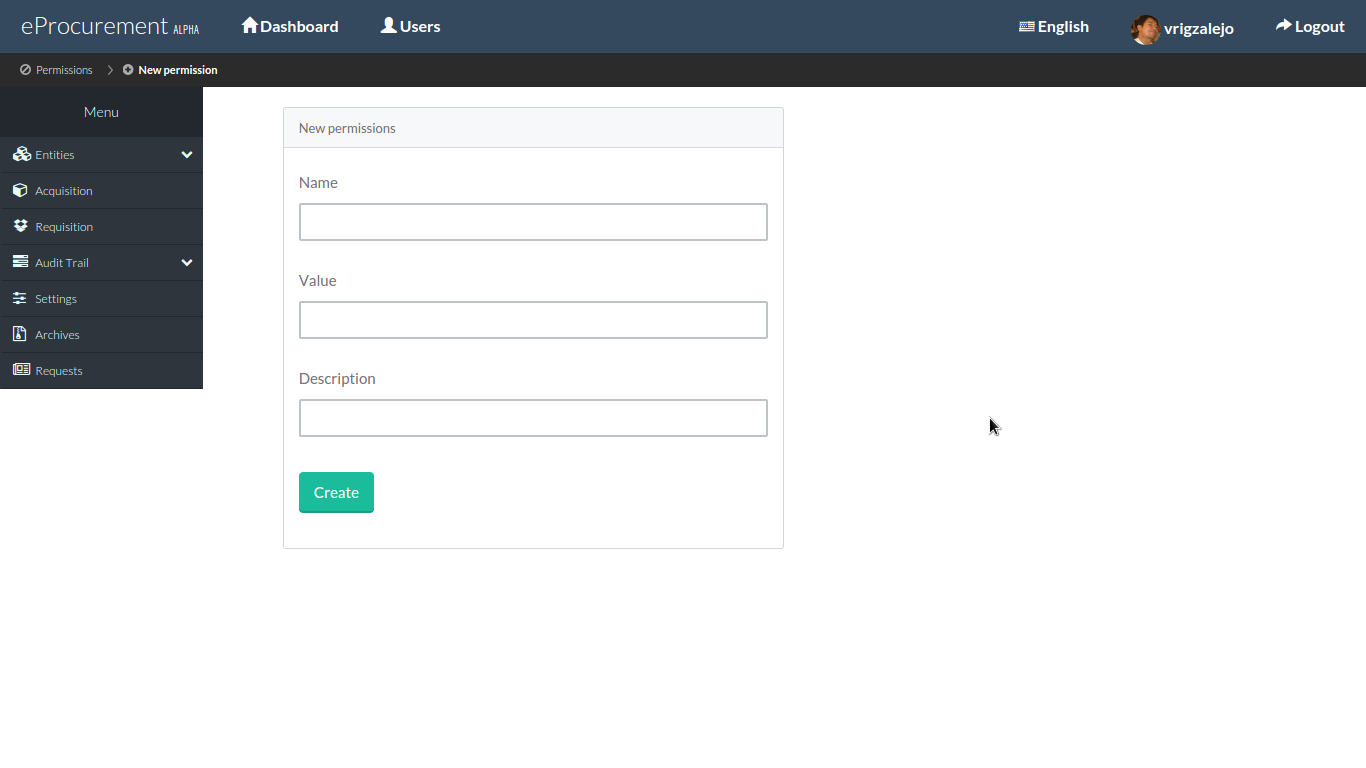 eProcurement ALPHA Dashboard Users English vrigzalejo Logout
Permissions New permission
Menu
Entities
Acquisition
Requisition
Audit Trail
Settings
Archives
Requests
New permissions
Name
Value
Description
Create